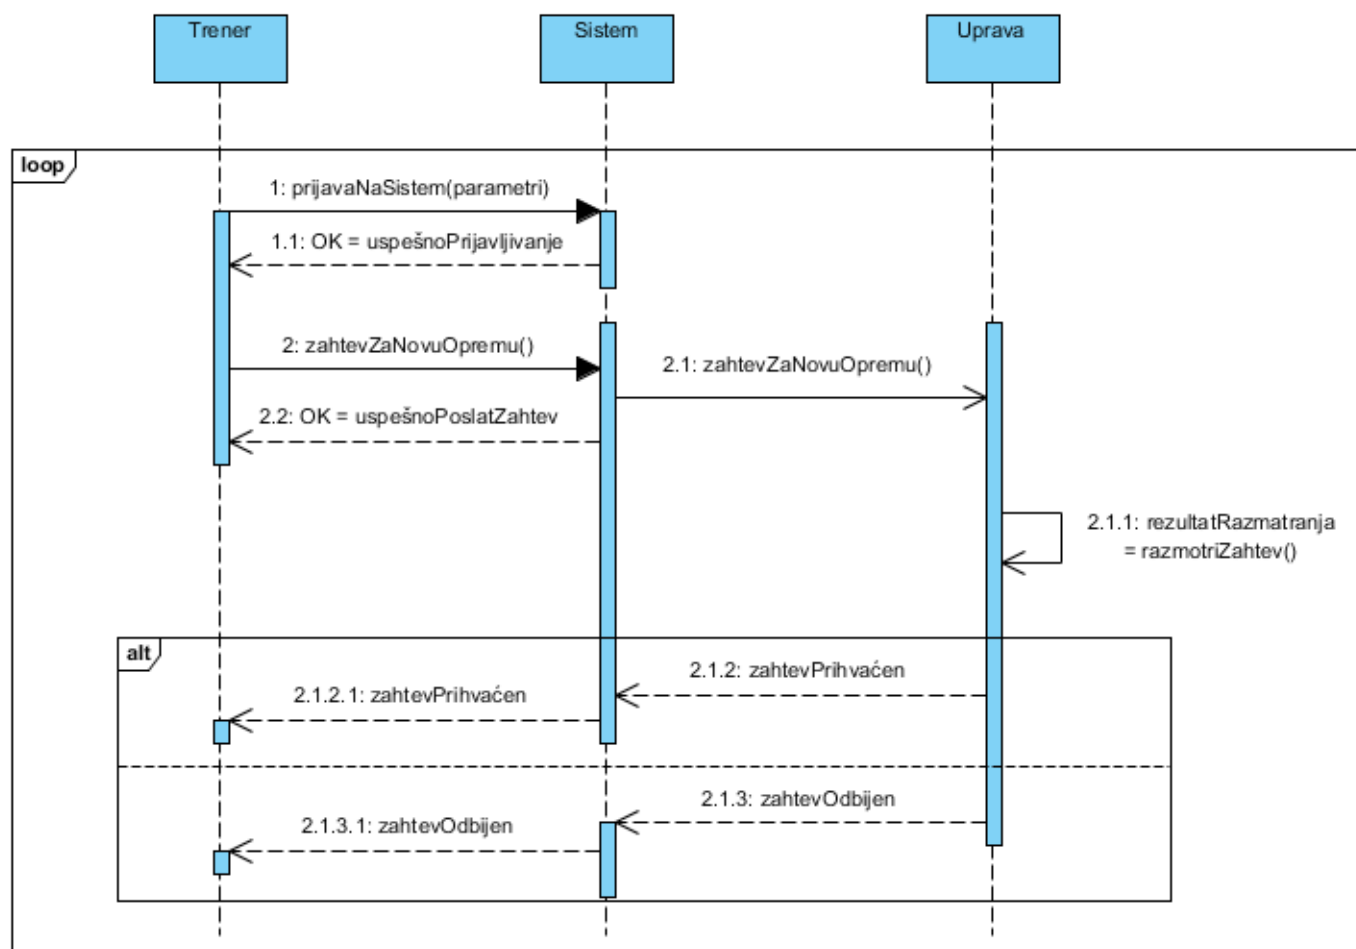 Trener
Sistem
Uprava
loop
1: prijavaNaSistem(parametri)
1.1: OK = uspešnoPrijavljivanje
2: zahtevZaNovuOpremu()
2.1: zahtevZaNovuOpremu()
2.2: OK = uspešnoPoslatZahtev
2.1.1: rezultatRazmatranja
= razmotriZahtev()
alt
2.1.2: zahtevPrihvaćen
2.1.2.1: zahtevPrihvaćen
2.1.3: zahtevOdbijen
2.1.3.1: zahtevOdbijen